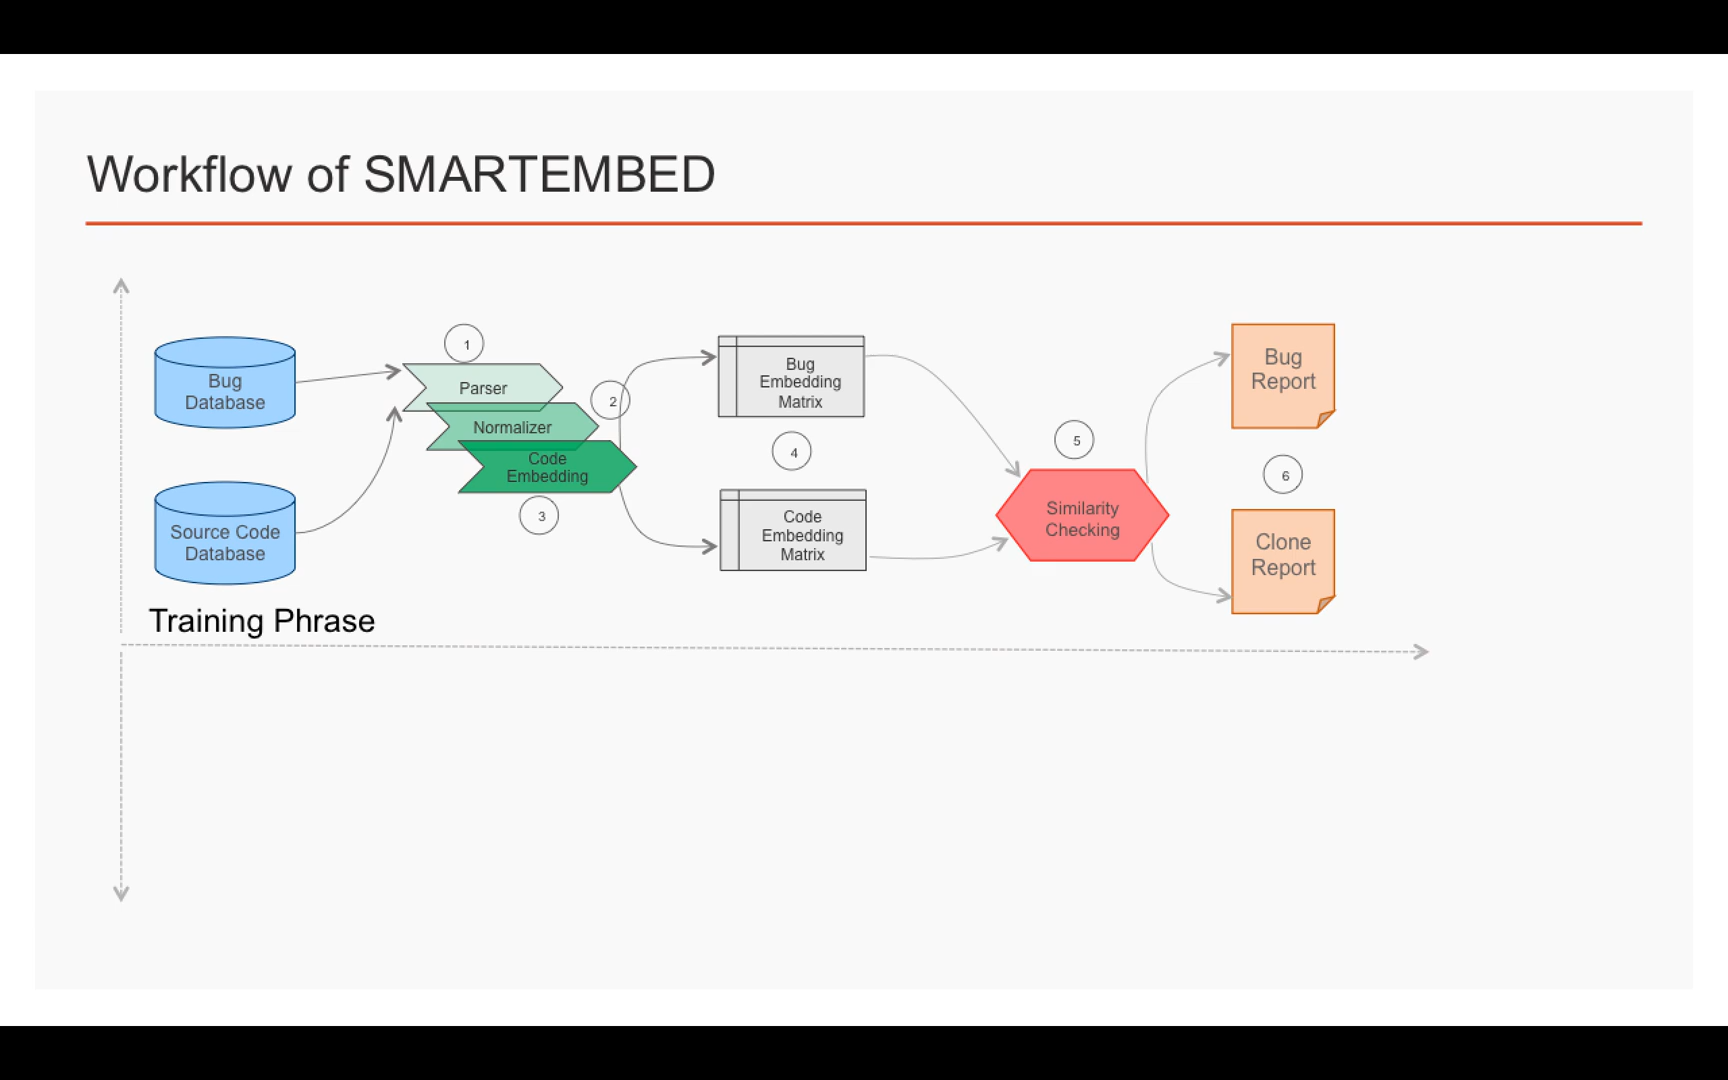 Workflow of SMARTEMBED
Bug
Database
Source Code
Database
Training Phrase
1
Parser
2
Normalizer
Code
Embedding
3
Bug
Embedding
Matrix
4
Code
Embedding
Matrix
5
Similarity
Checking
Bug
Report
6
Clone
Report